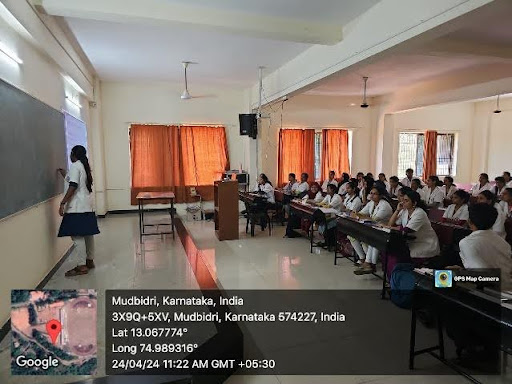 GPS Map Camera
Mudbidri, Karnataka, India
3X9Q+5XV, Mudbidri, Karnataka 574227, India
Lat 13.067774°
Long 74.989316°
24/04/24 11:22 AM GMT +05:30
Google